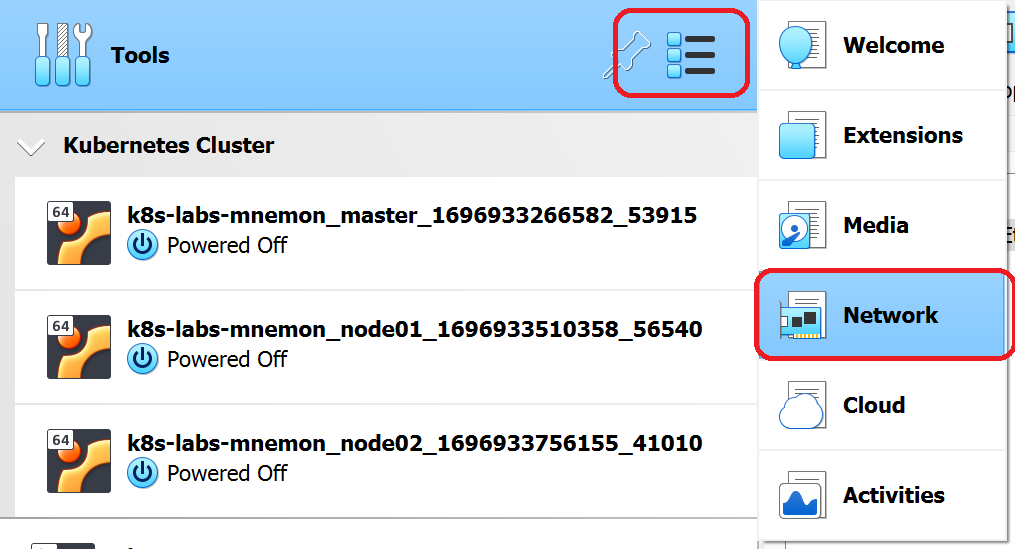 Tools
Kubernetes Cluster
64
k8s-labs-mnemon_master_1696933266582_53915
Powered Off
64
k8s-labs-mnemon_node01_1696933510358_56540
Powered Off
64
k8s-labs-mnemon_node02_1696933756155_41010
Powered Off
64
Welcome
Extensions
Media
Network
Cloud
Activities